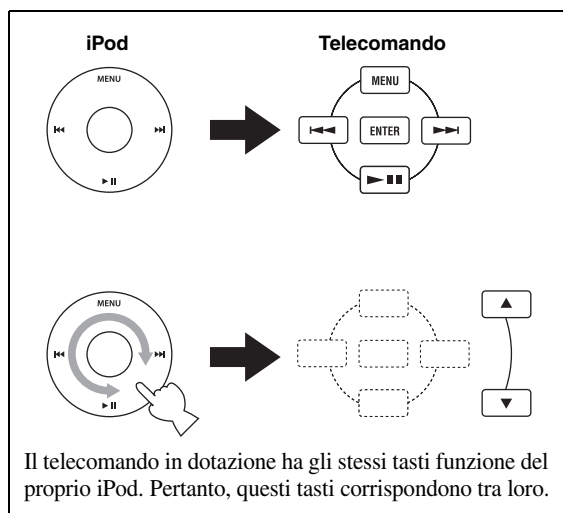 iPod
Telecomando
MENU
MENU
ENTER
MENU
Il telecomando in dotazione ha gli stessi tasti funzione del
proprio iPod. Pertanto, questi tasti corrispondono tra loro.